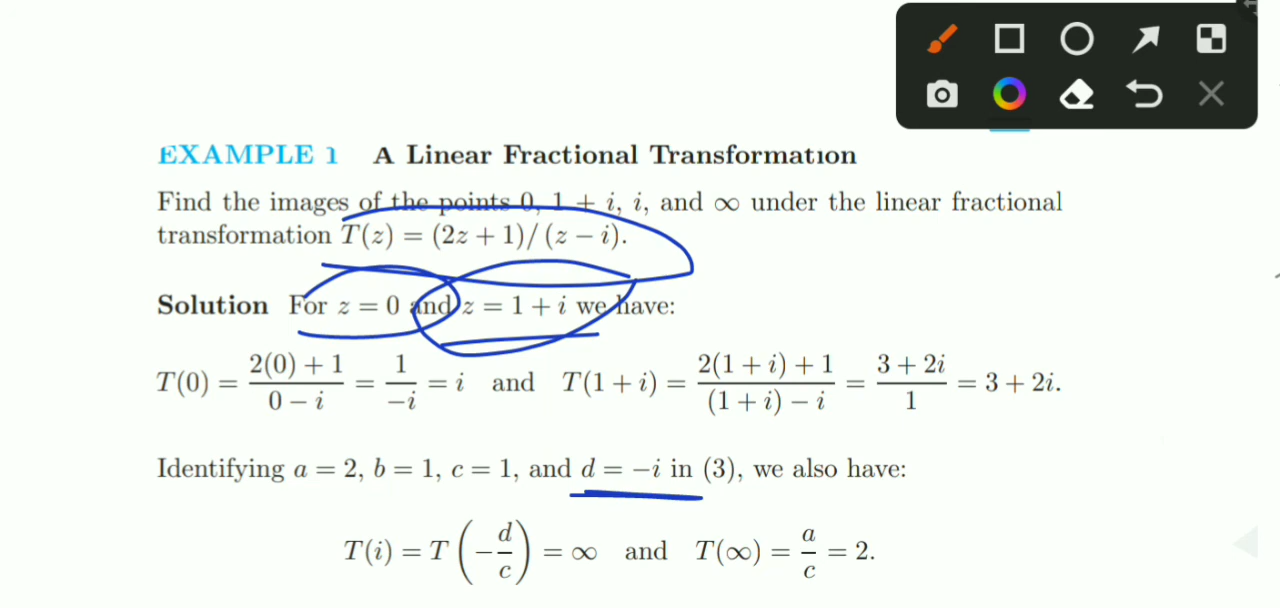 EXAMPLE 1 A Linear Fractional Transformation
Find the images of the points 0, 1 + i, i, and ∞ under the linear fractional
transformation T(z) = (2z + 1)/ (z − i).
Solution For z = 0 and z = 1 + i we have:
T(0) = (2(0) + 1)/(0 − i) = 1/(−i) = i and T(1 + i) = (2(1 + i) + 1)/((1 + i) − i) = (3 + 2i)/1 = 3 + 2i.
Identifying a = 2, b = 1, c = 1, and d = −i in (3), we also have:
T(i) = T(−d/c) = ∞ and T(∞) = a/c = 2.